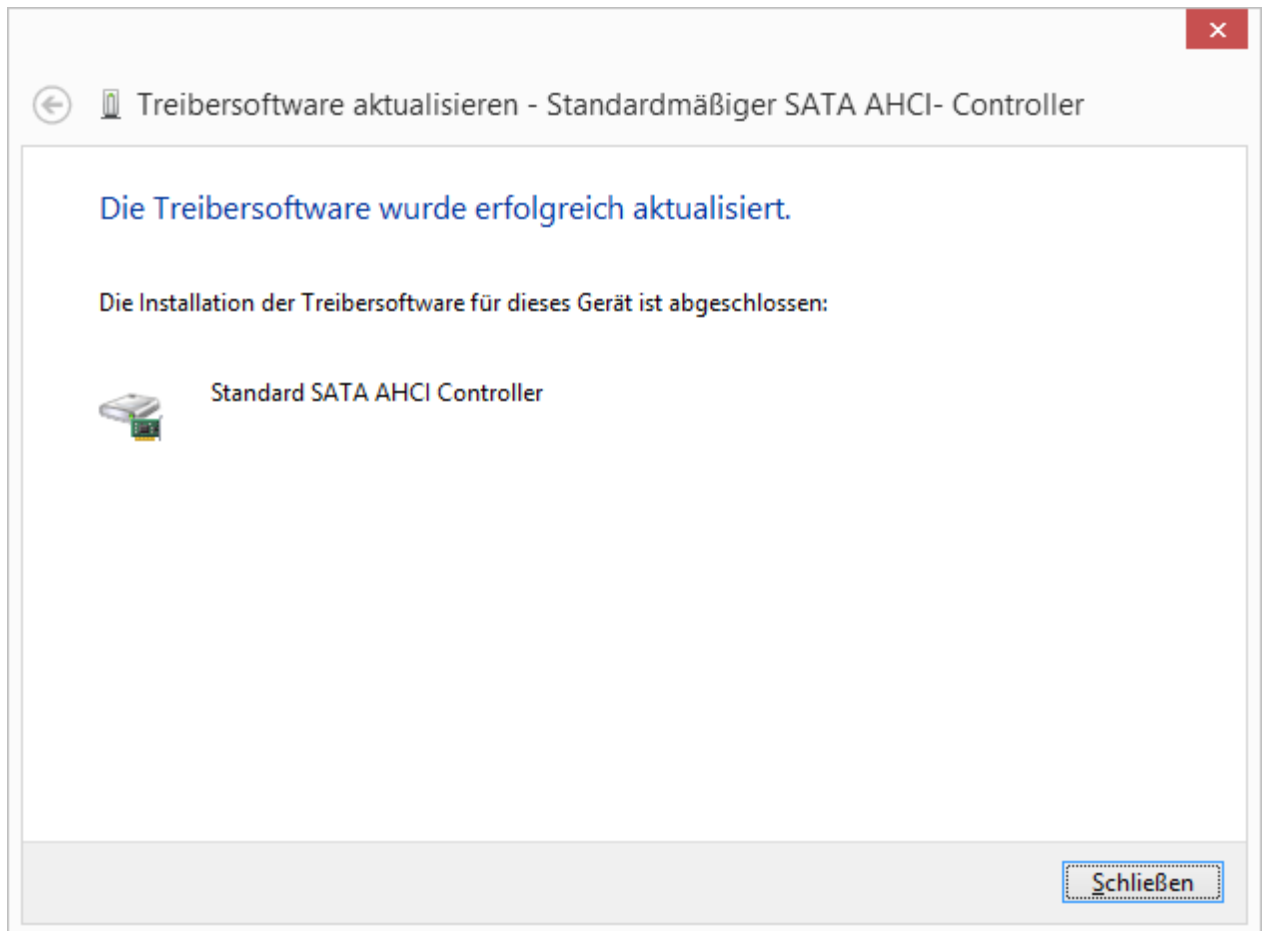 Treibersoftware aktualisieren - Standardmäßiger SATA AHCI- Controller
Die Treibersoftware wurde erfolgreich aktualisiert.
Die Installation der Treibersoftware für dieses Gerät ist abgeschlossen:
Standard SATA AHCI Controller
Schließen